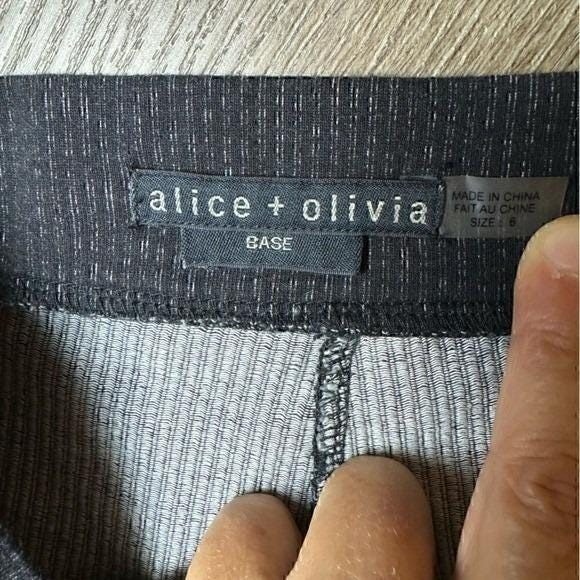 alice + olivia
BASE
MADE IN CHINA
FAIT AU CHINE
SIZE : 6